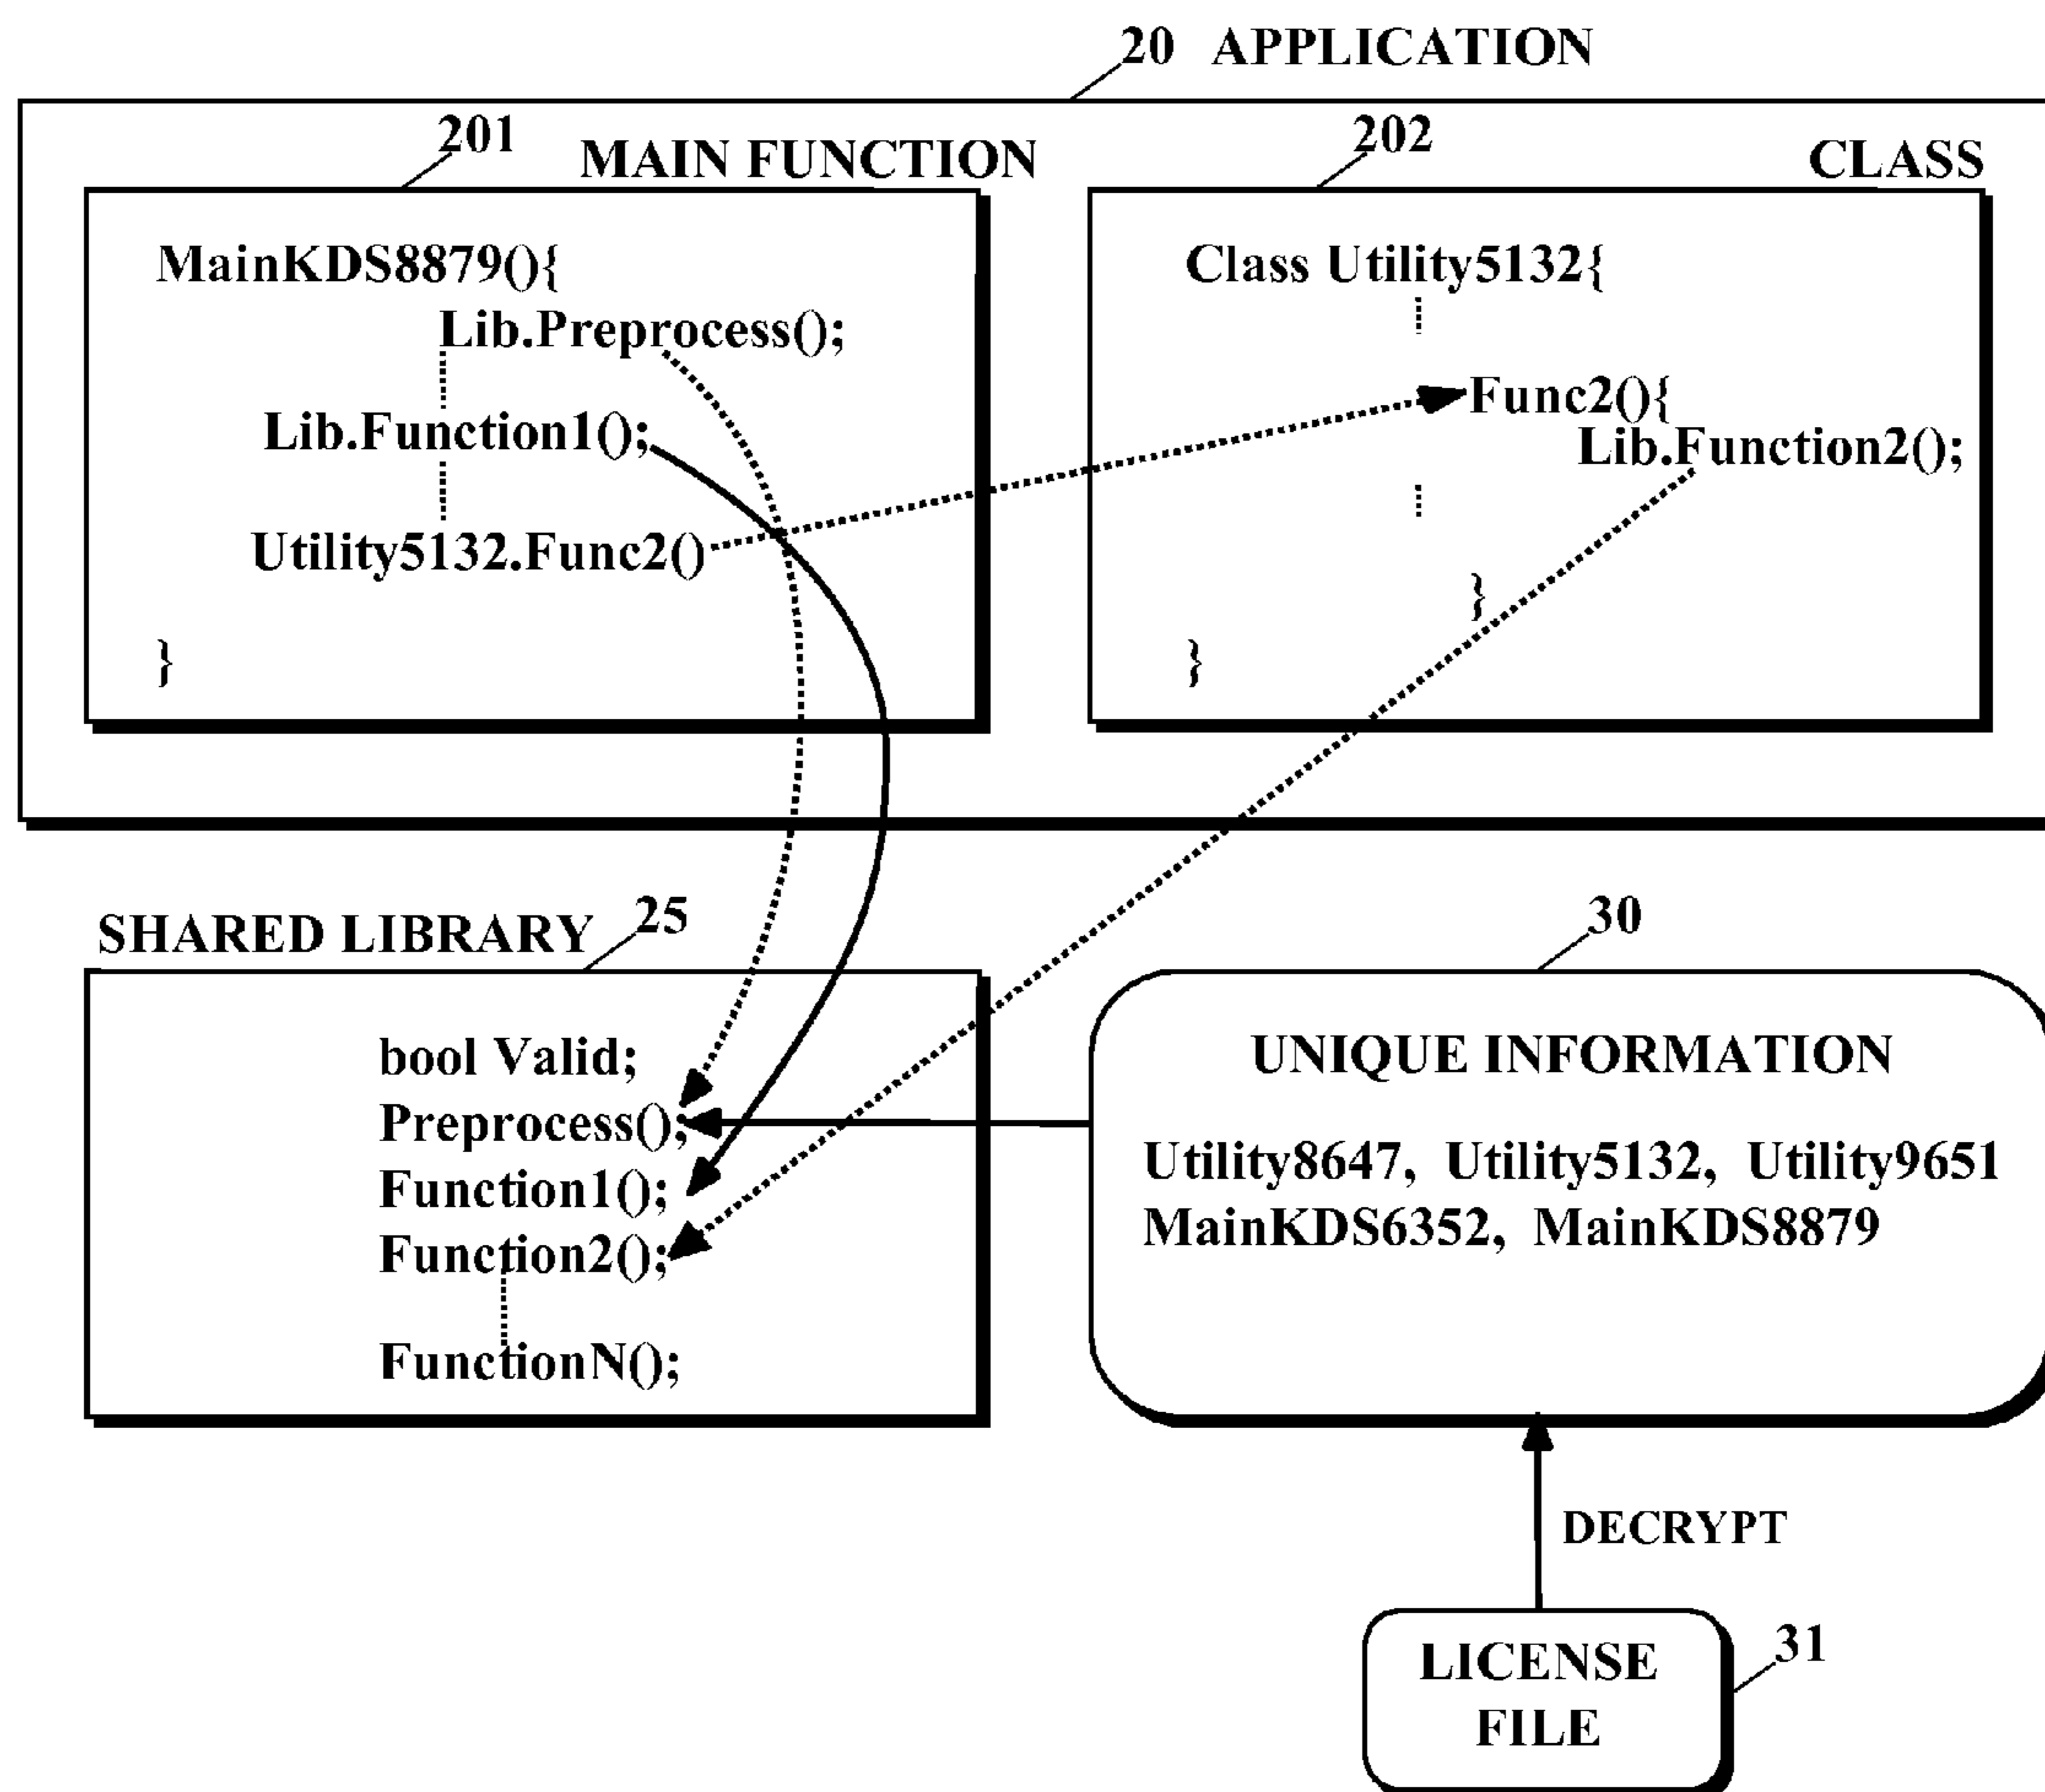 20 APPLICATION
201
MAIN FUNCTION
MainKDS8879(){
Lib.Preprocess();
Lib.Function1();
Utility5132.Func2()
}
202
CLASS
Class Utility5132{
Func2(){
Lib.Function2();
}
}
SHARED LIBRARY
25
bool Valid;
Preprocess();
Function1();
Function2();
FunctionN();
30
UNIQUE INFORMATION
Utility8647, Utility5132, Utility9651
MainKDS6352, MainKDS8879
DECRYPT
LICENSE
FILE
31